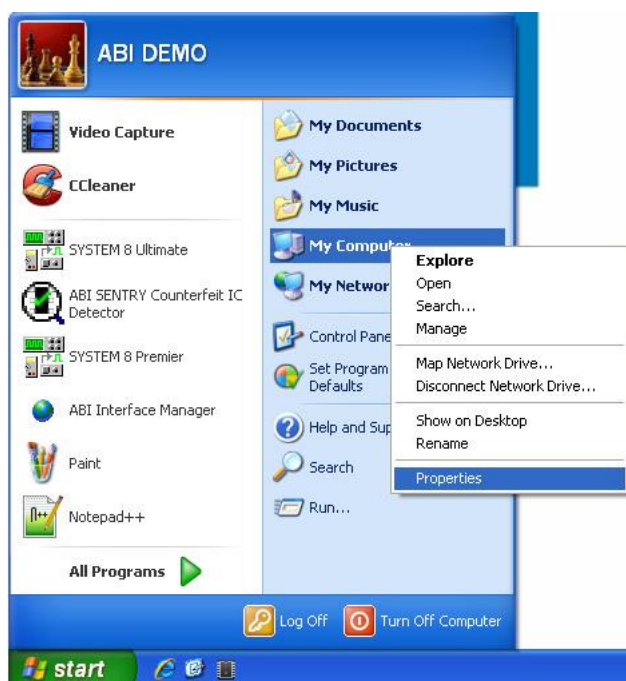 ABI DEMO
Video Capture
CCleaner
SYSTEM 8 Ultimate
ABI SENTRY Counterfeit IC
Detector
SYSTEM 8 Premier
ABI Interface Manager
Paint
Notepad++
All Programs
My Documents
My Pictures
My Music
My Computer
My Networ
Control Pane
Set Program
Defaults
Help and Sup
Search
Run...
Explore
Open
Search...
Manage
Map Network Drive...
Disconnect Network Drive...
Show on Desktop
Rename
Properties
Log Off
Turn Off Computer
start